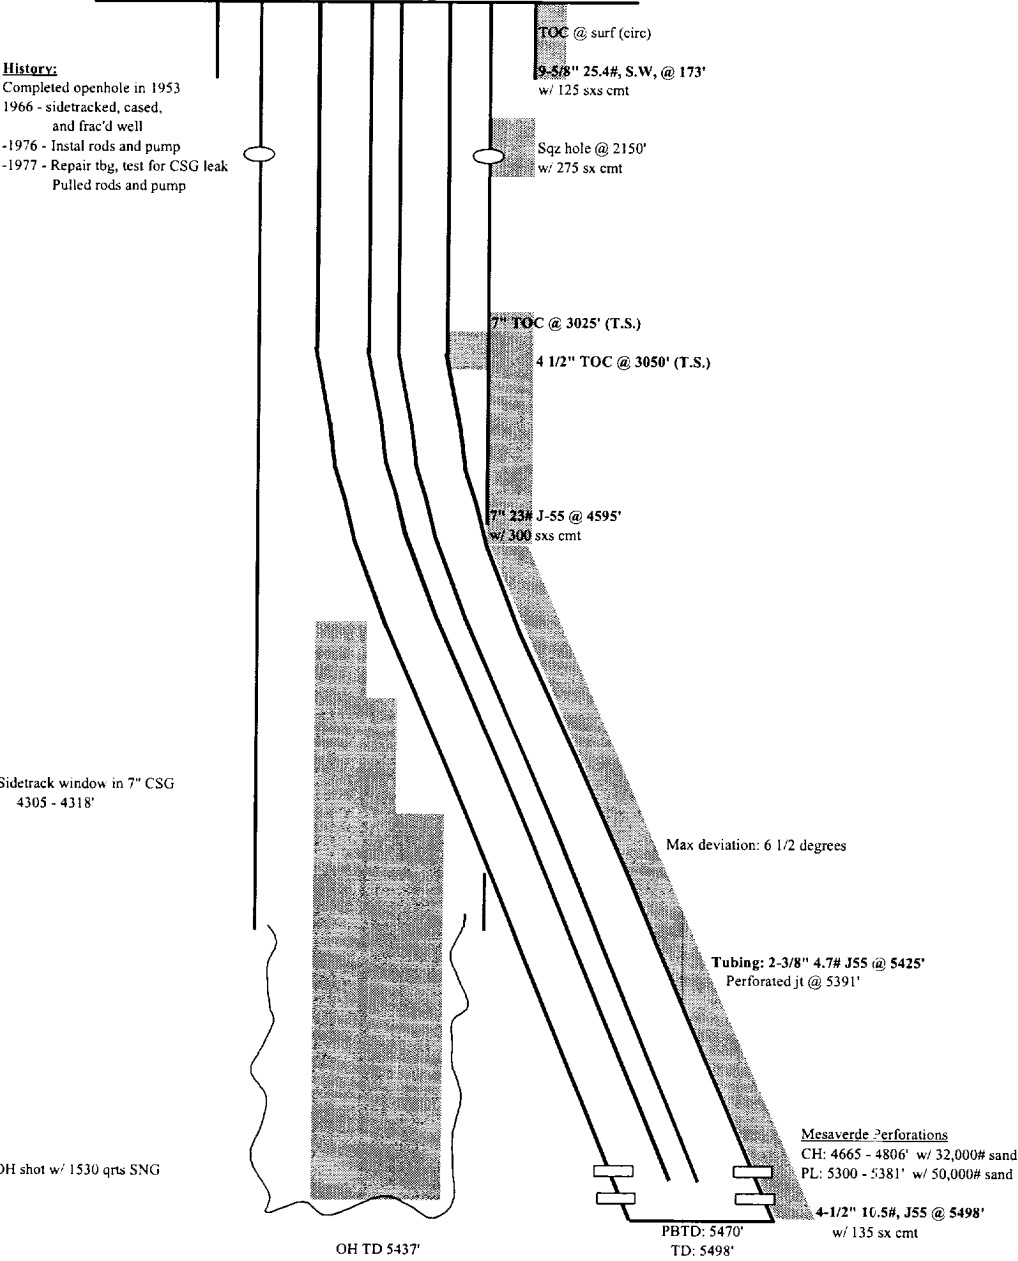 TOC @ surf (circ)
9-5/8" 25.4#, S.W, @ 173'
w/ 125 sxs cmt
History:
Completed openhole in 1953
1966 - sidetracked, cased,
and frac'd well
-1976 - Instal rods and pump
-1977 - Repair tbg, test for CSG leak
Pulled rods and pump
Sqz hole @ 2150'
w/ 275 sx cmt
7" TOC @ 3025' (T.S.)
4 1/2" TOC @ 3050' (T.S.)
7" 23# J-55 @ 4595'
w/ 300 sxs cmt
Sidetrack window in 7" CSG
4305 - 4318'
Max deviation: 6 1/2 degrees
Tubing: 2-3/8" 4.7# J55 @ 5425'
Perforated jt @ 5391'
Mesaverde Perforations
CH: 4665 - 4806' w/ 32,000# sand
PL: 5300 - 5381' w/ 50,000# sand
OH shot w/ 1530 qrts SNG
4-1/2" 10.5#, J55 @ 5498'
w/ 135 sx cmt
PBTD: 5470'
TD: 5498'
OH TD 5437'